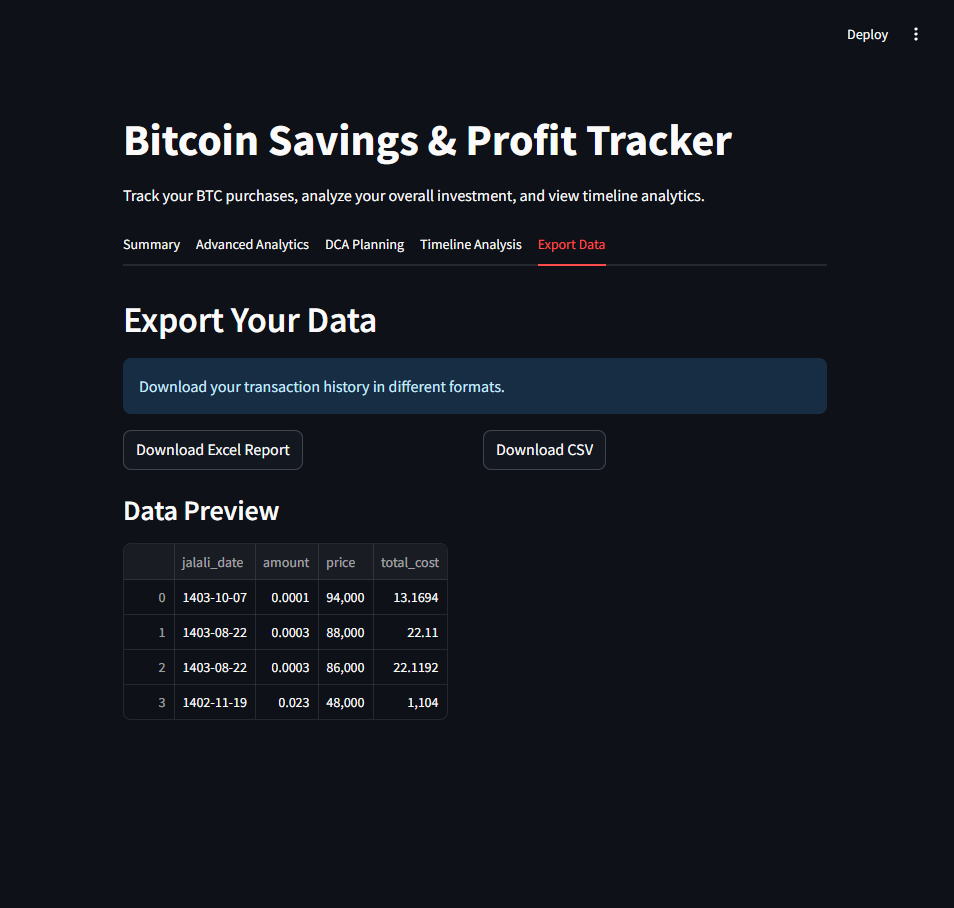 Deploy
Bitcoin Savings & Profit Tracker
Track your BTC purchases, analyze your overall investment, and view timeline analytics.
Summary Advanced Analytics DCA Planning Timeline Analysis Export Data
Export Your Data
Download your transaction history in different formats.
Download Excel Report Download CSV
Data Preview
jalali_date amount price total_cost
0 1403-10-07 0.0001 94,000 13.1694
1 1403-08-22 0.0003 88,000 22.11
2 1403-08-22 0.0003 86,000 22.1192
3 1402-11-19 0.023 48,000 1,104